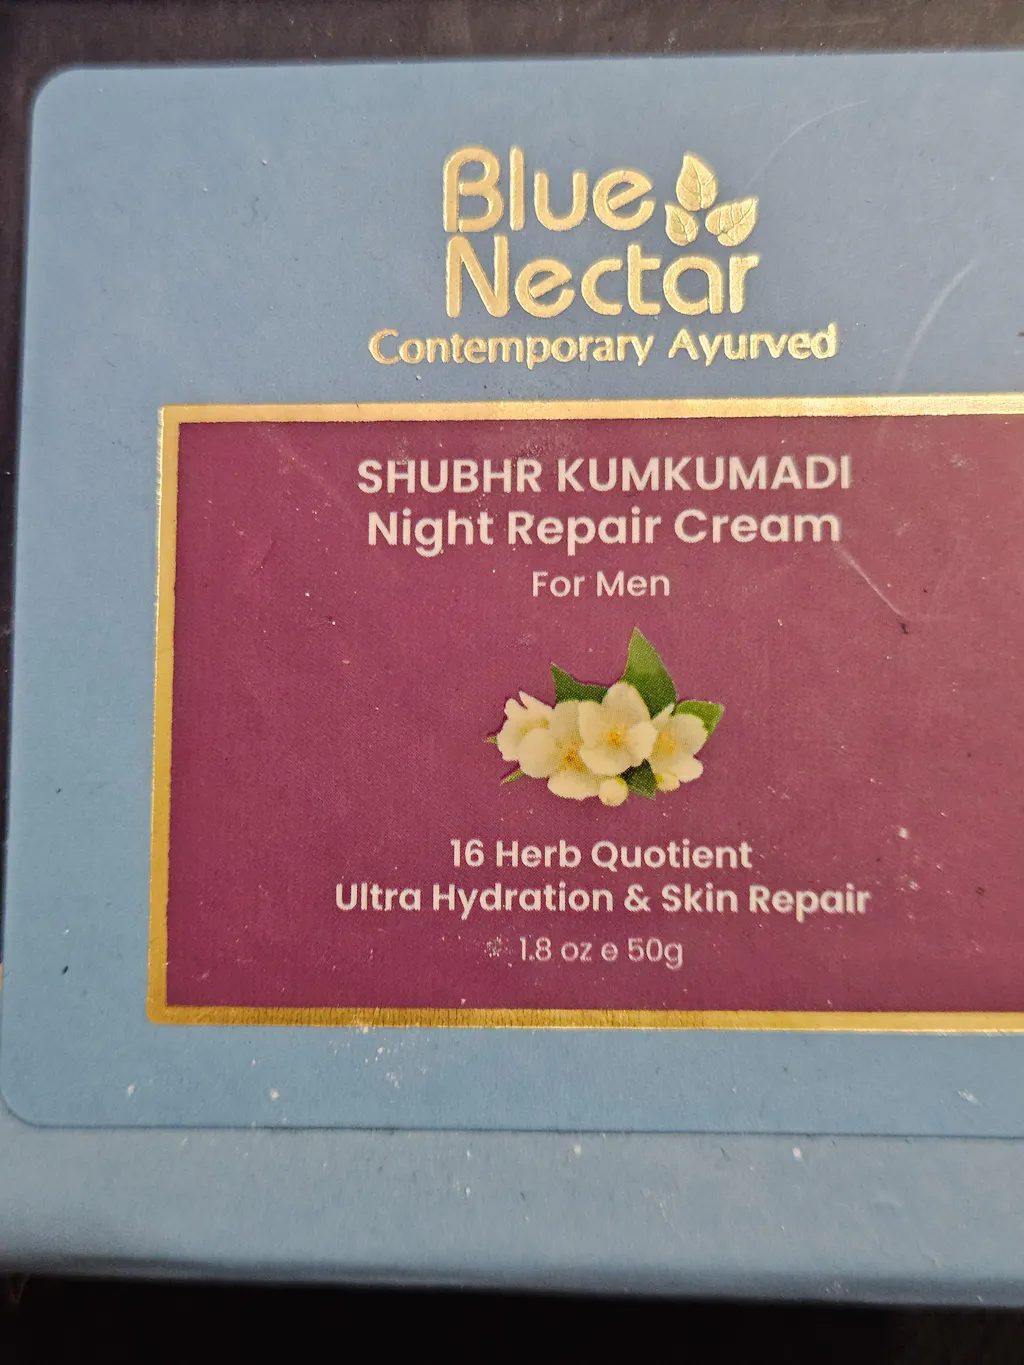 Blue
Nectar
Contemporary Ayurved
SHUBHR KUMKUMADI
Night Repair Cream
For Men
16 Herb Quotient
Ultra Hydration & Skin Repair
1.8 oz e 50g